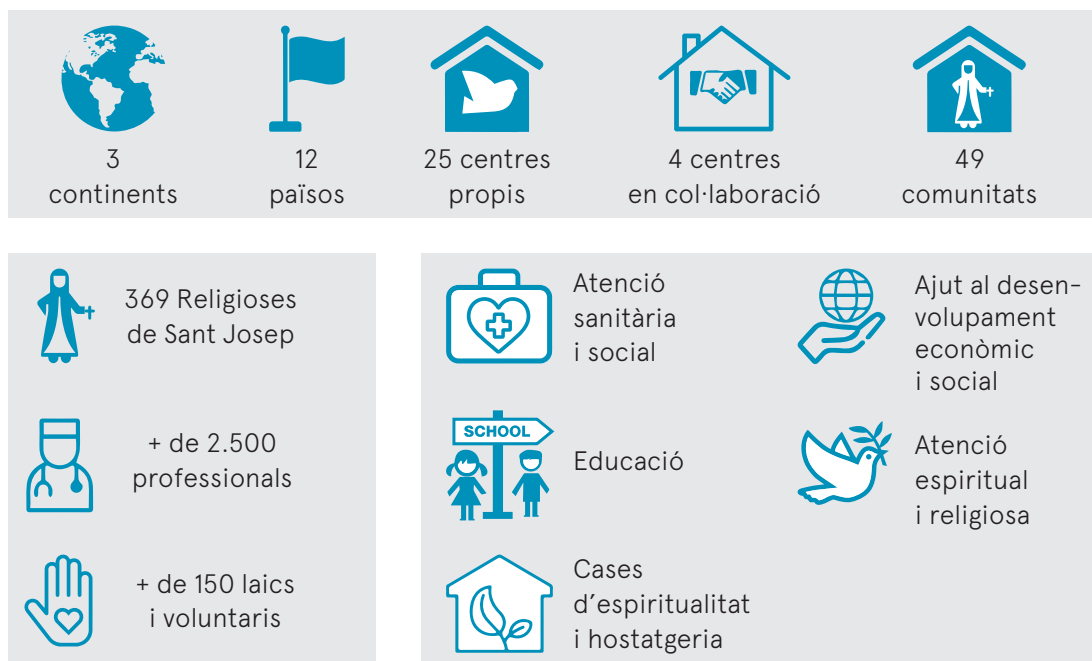 3
continents
12
països
25 centres
propis
4 centres
en col·laboració
49
comunitats
369 Religioses
de Sant Josep
+ de 2.500
professionals
+ de 150 laics
i voluntaris
Atenció
sanitària
i social
SCHOOL
Educació
Cases
d’espiritualitat
i hostatgeria
Ajut al desen-
volupament
econòmic
i social
Atenció
espiritual
i religiosa